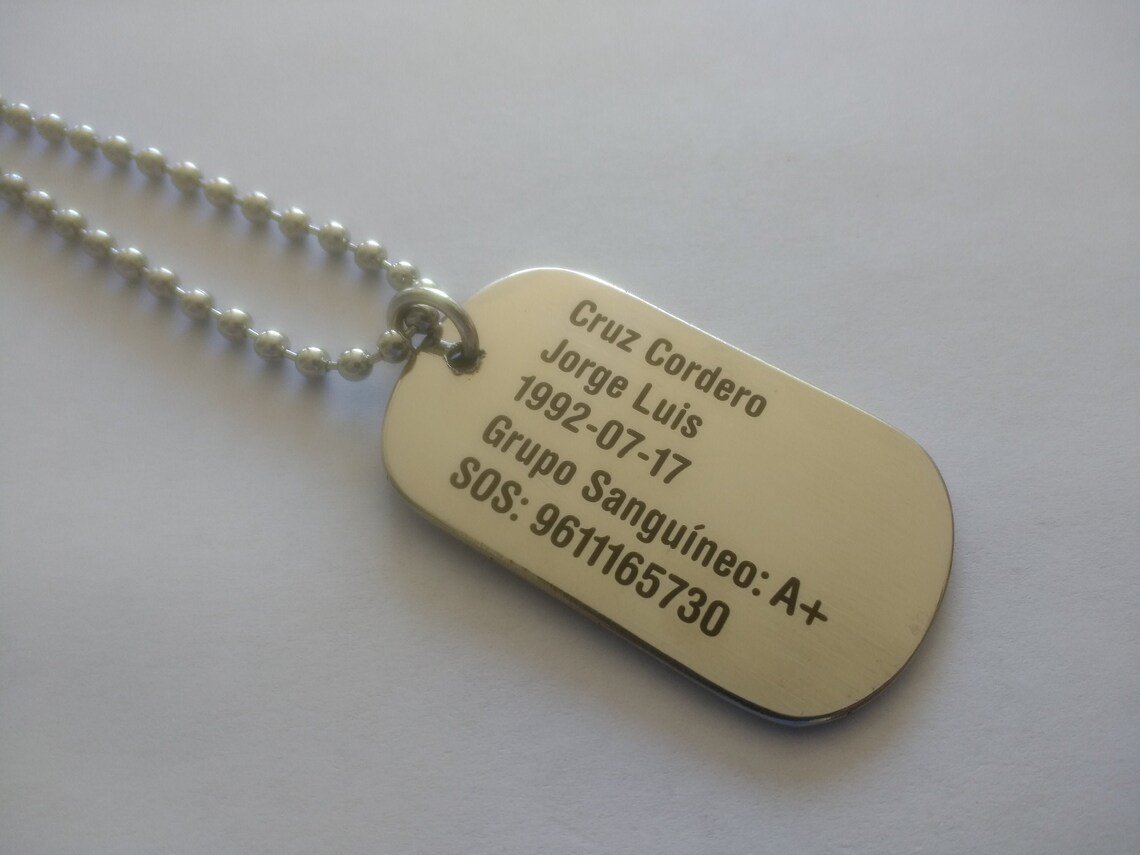 Cruz Cordero
Jorge Luis
1992-07-17
Grupo Sanguíneo: A+
SOS: 9611165730